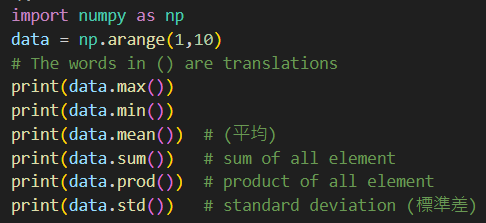 import numpy as np
data = np.arange(1,10)
# The words in () are translations
print(data.max())
print(data.min())
print(data.mean())  # (平均)
print(data.sum())  # sum of all element
print(data.prod())  # product of all element
print(data.std())  # standard deviation (標準差)